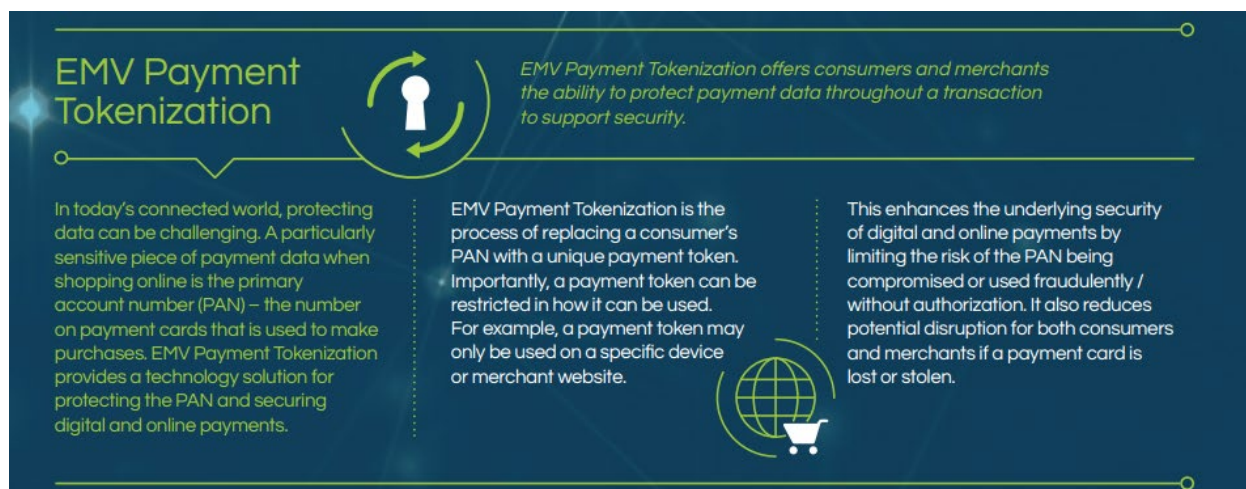 EMV Payment
Tokenization
EMV Payment Tokenization offers consumers and merchants
the ability to protect payment data throughout a transaction
to support security.
In today's connected world, protecting
data can be challenging. A particularly
sensitive piece of payment data when
shopping online is the primary
account number (PAN) – the number
on payment cards that is used to make
purchases. EMV Payment Tokenization
provides a technology solution for
protecting the PAN and securing
digital and online payments.
EMV Payment Tokenization is the
process of replacing a consumer's
PAN with a unique payment token.
Importantly, a payment token can be
restricted in how it can be used.
For example, a payment token may
only be used on a specific device
or merchant website.
This enhances the underlying security
of digital and online payments by
limiting the risk of the PAN being
compromised or used fraudulently /
without authorization. It also reduces
potential disruption for both consumers
and merchants if a payment card is
lost or stolen.